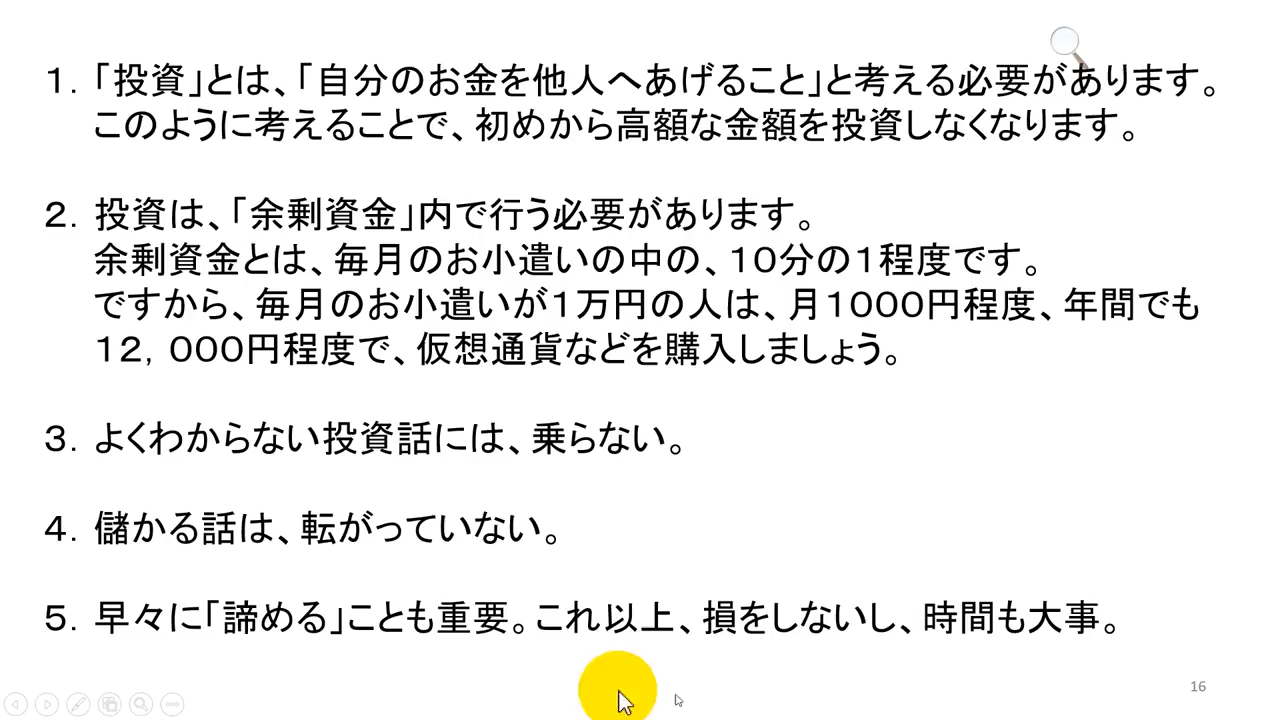 １．「投資」とは、「自分のお金を他人へあげること」と考える必要があります。
このように考えることで、初めから高額な金額を投資しなくなります。
２．投資は、「余剰資金」内で行う必要があります。
余剰資金とは、毎月のお小遣いの中の、１０分の１程度です。
ですから、毎月のお小遣いが１万円の人は、月１０００円程度、年間でも
１２，０００円程度で、仮想通貨などを購入しましょう。
３．よくわからない投資話には、乗らない。
４．儲かる話は、転がっていない。
５．早々に「諦める」ことも重要。これ以上、損をしないし、時間も大事。
16